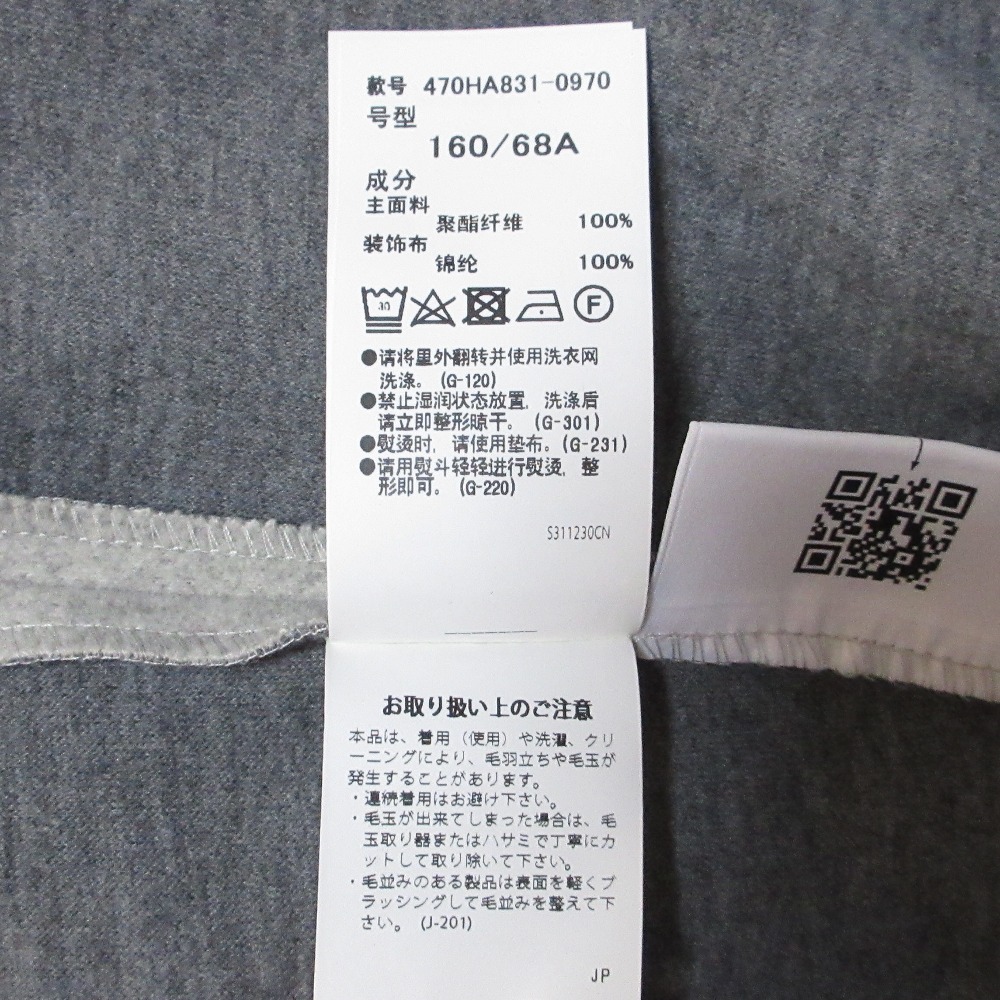 款号 470HA831-0970
号型
160/68A
成分
主面料
聚酯纤维 100%
装饰布
锦纶 100%
30
F
●请将里外翻转并使用洗衣网
洗涤。(G-120)
●禁止湿润状态放置，洗涤后
请立即整形晾干。(G-301)
●熨烫时，请使用垫布。(G-231)
●请用熨斗轻轻进行熨烫，整
形即可。(G-220)
S311230CN
お取り扱い上のご注意
本品は、着用（使用）や洗濯、クリ
ーニングにより、毛羽立ちや毛玉が
発生することがあります。
・連続着用はお避け下さい。
・毛玉が出来てしまった場合は、毛
玉取り器またはハサミで丁寧にカ
ットして取り除いて下さい。
・毛並みのある製品は表面を軽くブ
ラッシングして毛並みを整えて下
さい。 (J-201)
JP